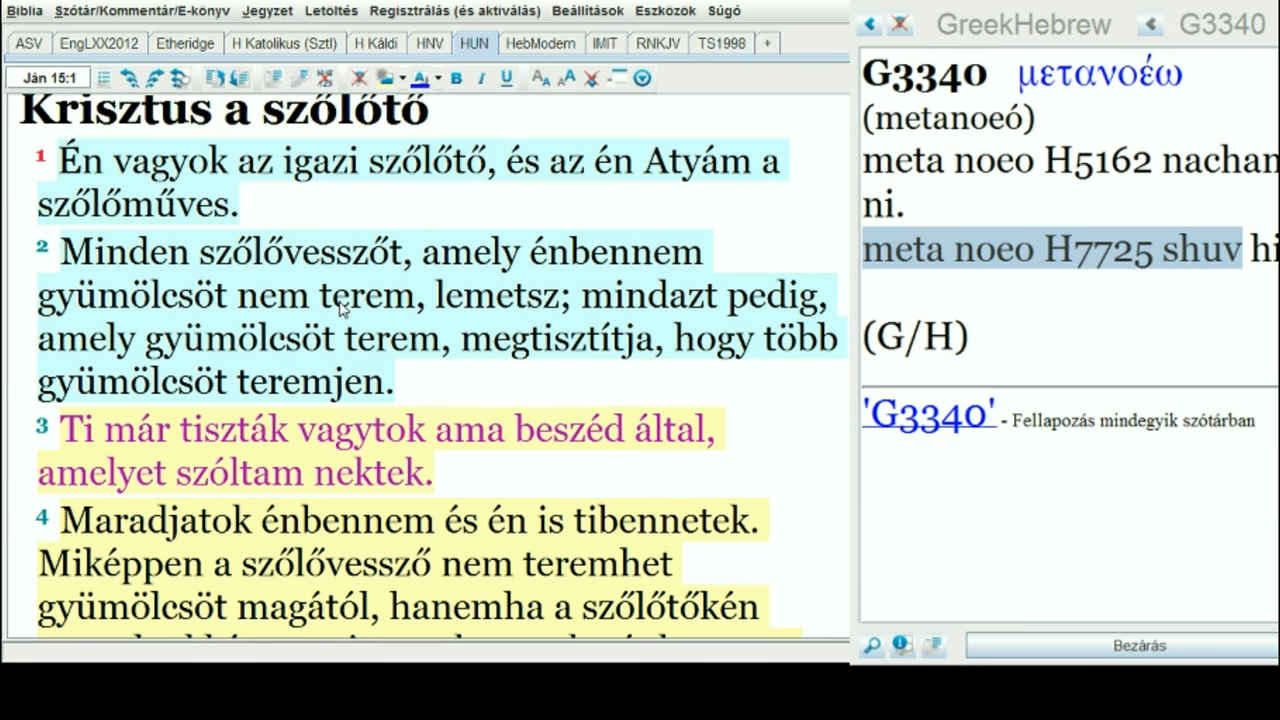 Biblia Szótár/Kommentár/E-könyv Jegyzet Letöltés Regisztrálás (és aktiválás) Beállítások Eszközök Súgó
ASV EngLXX2012 Etheridge H Katolikus (Sztl) H Káldi HNV HUN HebModern IMIT RNKJV TS1998 +
Ján 15:1
Krisztus a szőlőtő
1 Én vagyok az igazi szőlőtő, és az én Atyám a
szőlőműves.
2 Minden szőlővesszőt, amely énbennem
gyümölcsöt nem terem, lemetsz; mindazt pedig,
amely gyümölcsöt terem, megtisztítja, hogy több
gyümölcsöt teremjen.
3 Ti már tiszták vagytok ama beszéd által,
amelyet szóltam nektek.
4 Maradjatok énbennem és én is tibennetek.
Miképpen a szőlővessző nem teremhet
gyümölcsöt magától, hanemha a szőlőtőkén
GreekHebrew G3340
G3340 μετανοέω
(metanoeó)
meta noeo H5162 nachan
ni.
meta noeo H7725 shuv hi
(G/H)
'G3340' - Fellapozás mindegyik szótárban
Bezárás